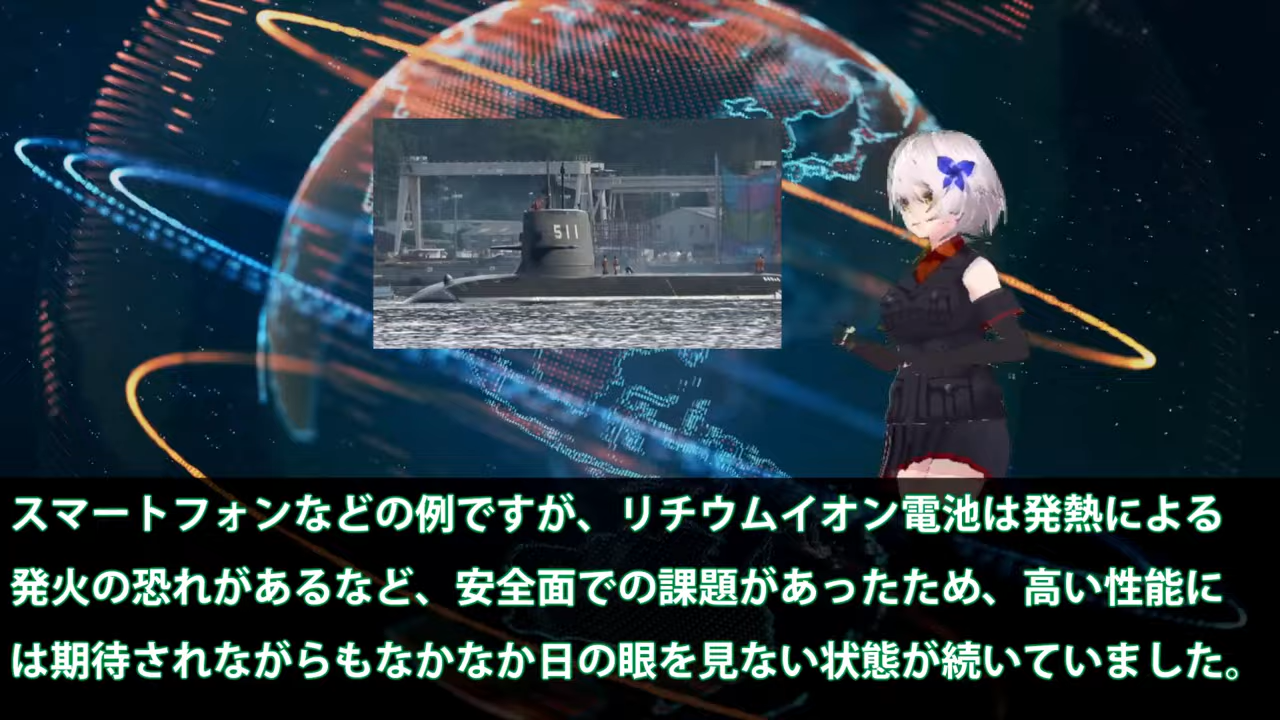 511
スマートフォンなどの例ですが、リチウムイオン電池は発熱による
発火の恐れがあるなど、安全面での課題があったため、高い性能に
は期待されながらもなかなか日の眼を見ない状態が続いていました。